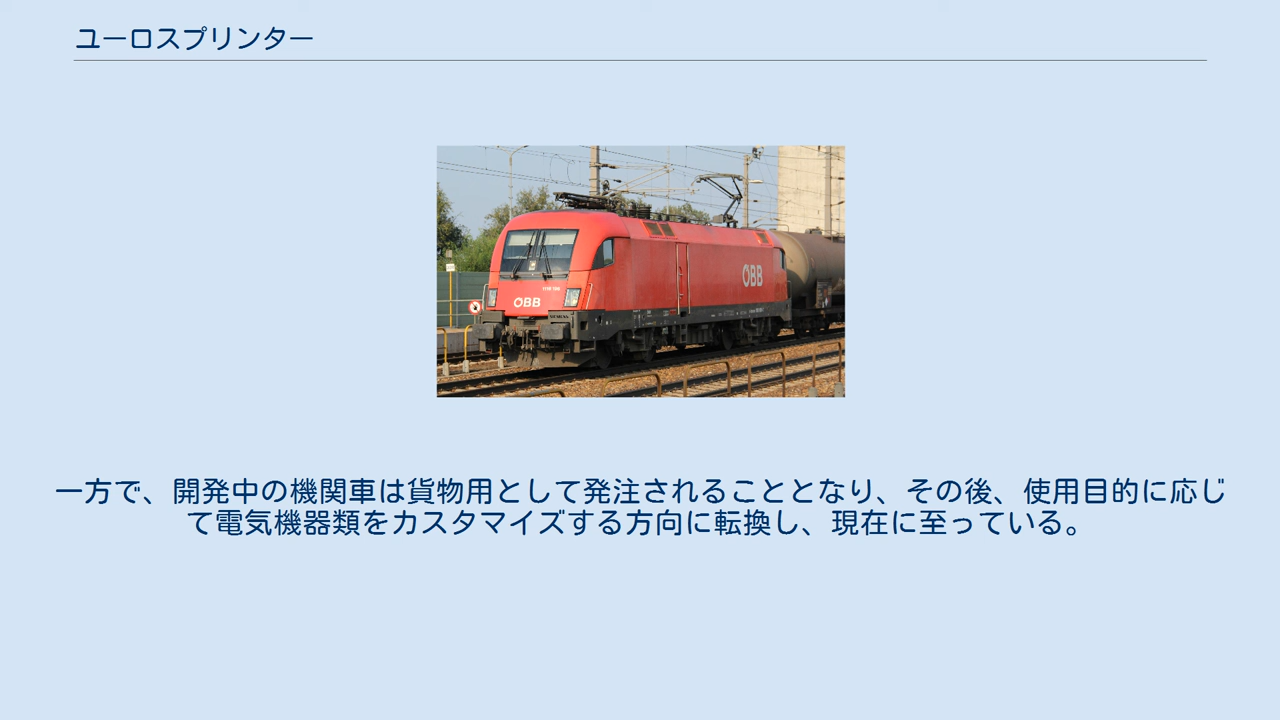 ユーロスプリンター
ÖBB
ÖBB
一方で、開発中の機関車は貨物用として発注されることとなり、その後、使用目的に応じ
て電気機器類をカスタマイズする方向に転換し、現在に至っている。